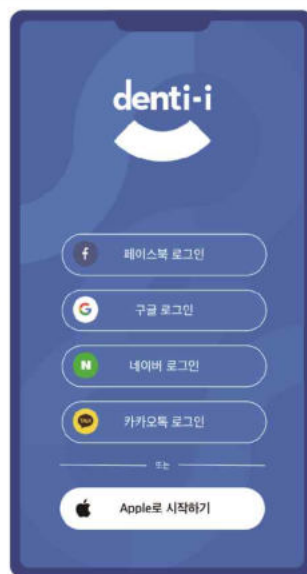 denti-i
페이스북 로그인
구글 로그인
네이버 로그인
TALK
카카오톡 로그인
또는
Apple로 시작하기